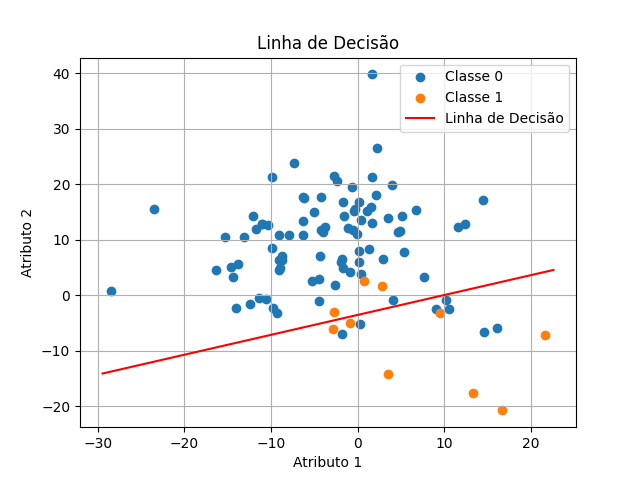 Linha de Decisão
Classe 0
Classe 1
Linha de Decisão
40
30
20
10
0
−10
−20
Atributo 2
−30
−20
−10
0
10
20
Atributo 1